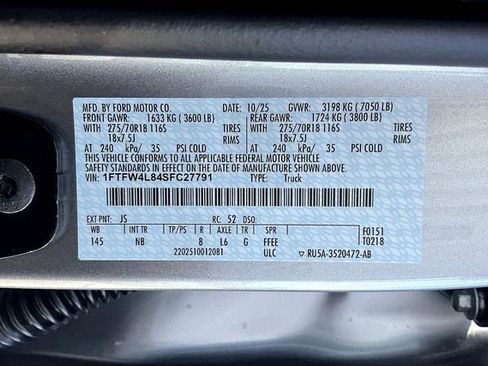 MFD. BY FORD MOTOR CO. 10/25 GVWR: 3198 KG (7050 LB)
FRONT GAWR: 1633 KG (3600 LB) REAR GAWR: 1724 KG (3800 LB)
WITH 275/70R18 116S TIRES WITH 275/70R18 116S TIRES
18x7.5J RIMS 18x7.5J RIMS
AT 240 kPa/ 35 PSI COLD AT 240 kPa/ 35 PSI COLD
THIS VEHICLE CONFORMS TO ALL APPLICABLE FEDERAL MOTOR VEHICLE
SAFETY STANDARDS IN EFFECT ON THE DATE OF MANUFACTURE SHOWN ABOVE.
VIN: 1FTFW4L84SFC27791 TYPE: Truck
EXT PNT: JS RC: 52 DSO:
WB INT TR TP/PS R AXLE TR SPR F0151
145 NB 8 L6 G FFEE T0218
2202510012081 ULC ▽ RU5A-3520472-AB